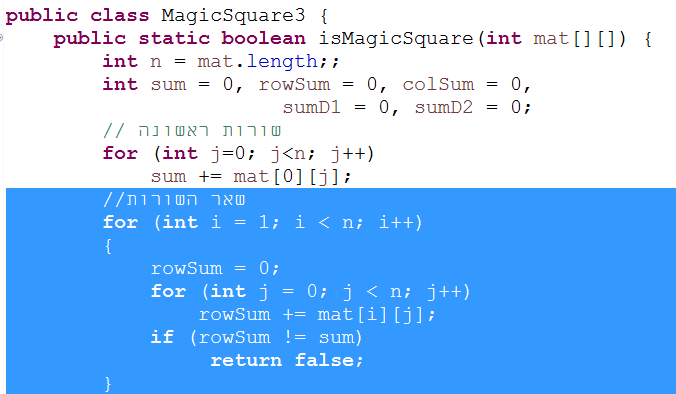 public class MagicSquare3 {
public static boolean isMagicSquare(int mat[][]) {
int n = mat.length;;
int sum = 0, rowSum = 0, colSum = 0,
sumD1 = 0, sumD2 = 0;
// שורות ראשונה
for (int j=0; j<n; j++)
sum += mat[0][j];
//שאר השורות
for (int i = 1; i < n; i++)
{
rowSum = 0;
for (int j = 0; j < n; j++)
rowSum += mat[i][j];
if (rowSum != sum)
return false;
}